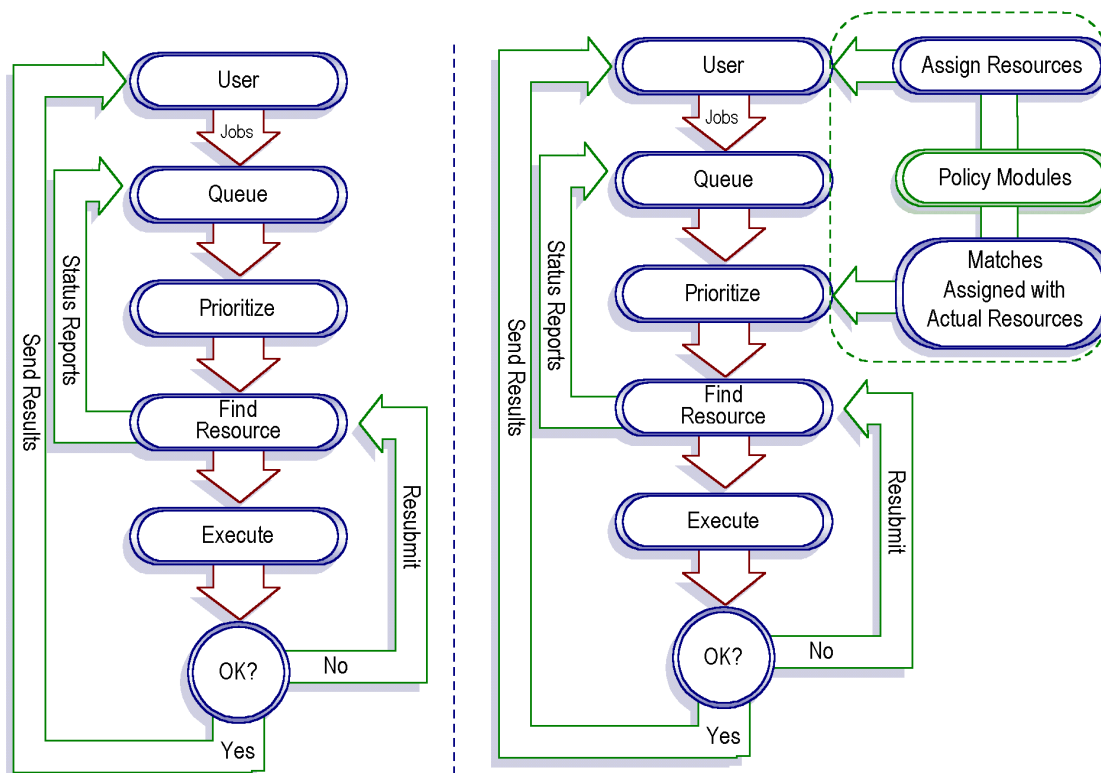 User
Jobs
Queue
Prioritize
Find
Resource
Execute
OK?
No
Yes
Resubmit
Status Reports
Send Results
User
Jobs
Queue
Prioritize
Find
Resource
Execute
OK?
No
Yes
Resubmit
Status Reports
Send Results
Assign Resources
Policy Modules
Matches
Assigned with
Actual Resources